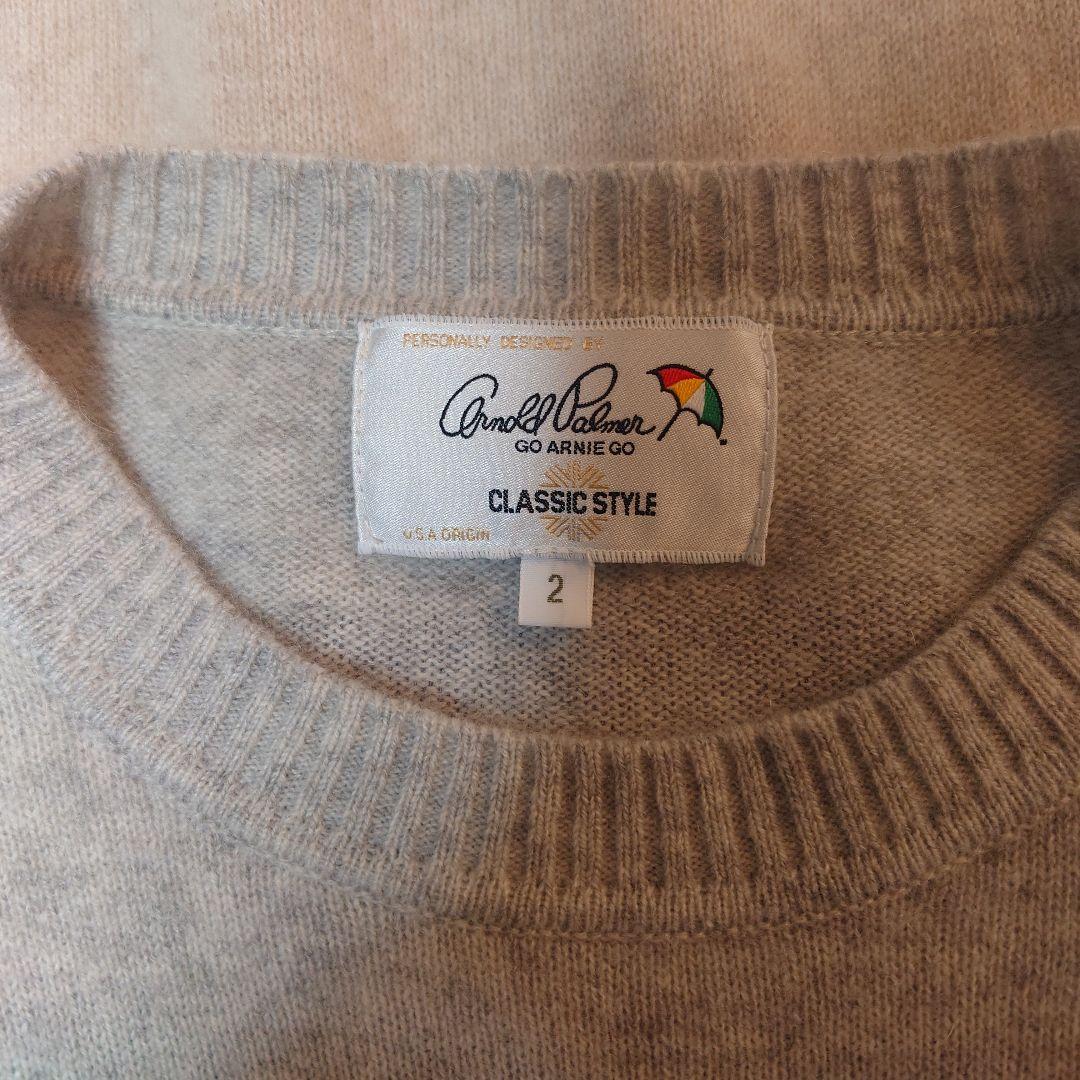 PERSONALLY DESIGNED BY
Arnold Palmer
GO ARNIE GO
CLASSIC STYLE
U.S.A ORIGIN
2